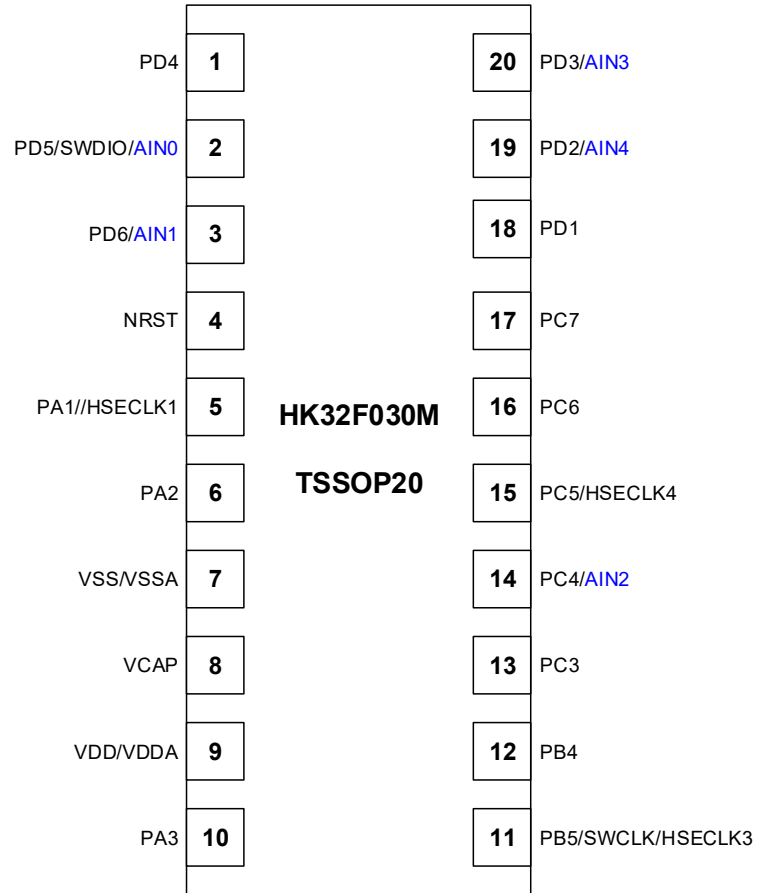 PD4 1 20 PD3/AIN3
PD5/SWDIO/AIN0 2 19 PD2/AIN4
PD6/AIN1 3 18 PD1
NRST 4 17 PC7
PA1//HSECLK1 5 16 PC6
HK32F030M
PA2 6 15 PC5/HSECLK4
TSSOP20
VSS/VSSA 7 14 PC4/AIN2
VCAP 8 13 PC3
VDD/VDDA 9 12 PB4
PA3 10 11 PB5/SWCLK/HSECLK3